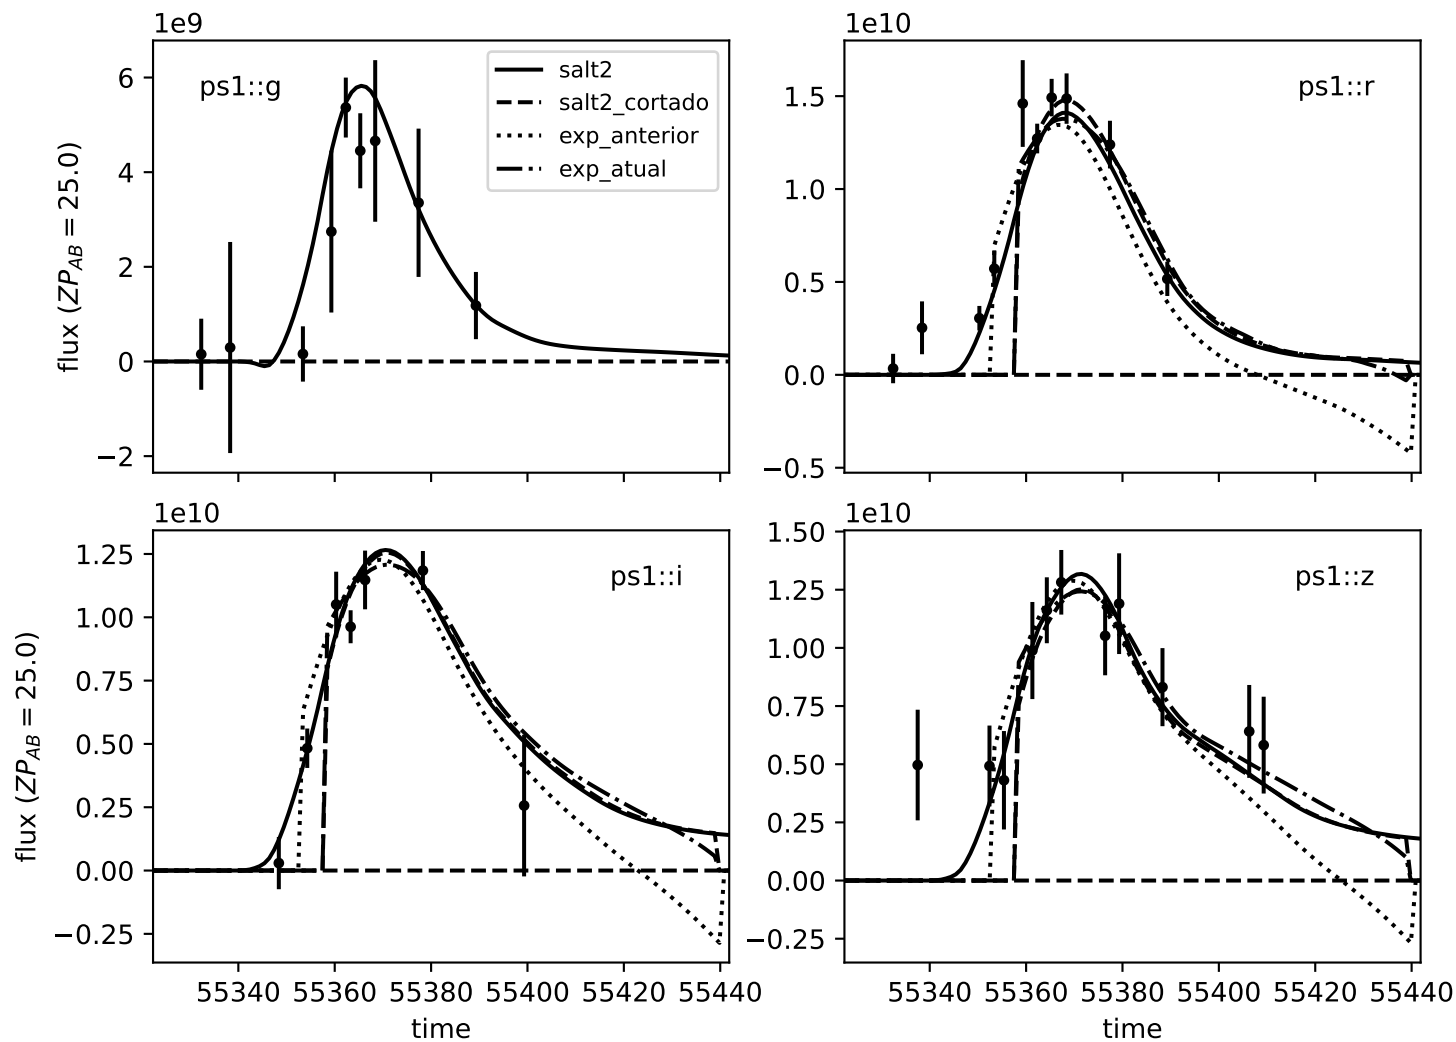 1e9
6
4
2
0
−2
flux (ZP_{AB} = 25.0)
ps1::g
salt2
salt2_cortado
exp_anterior
exp_atual
1e10
1.5
1.0
0.5
0.0
−0.5
ps1::r
1e10
1.25
1.00
0.75
0.50
0.25
0.00
−0.25
flux (ZP_{AB} = 25.0)
ps1::i
55340 55360 55380 55400 55420 55440
time
1e10
1.50
1.25
1.00
0.75
0.50
0.25
0.00
−0.25
ps1::z
55340 55360 55380 55400 55420 55440
time